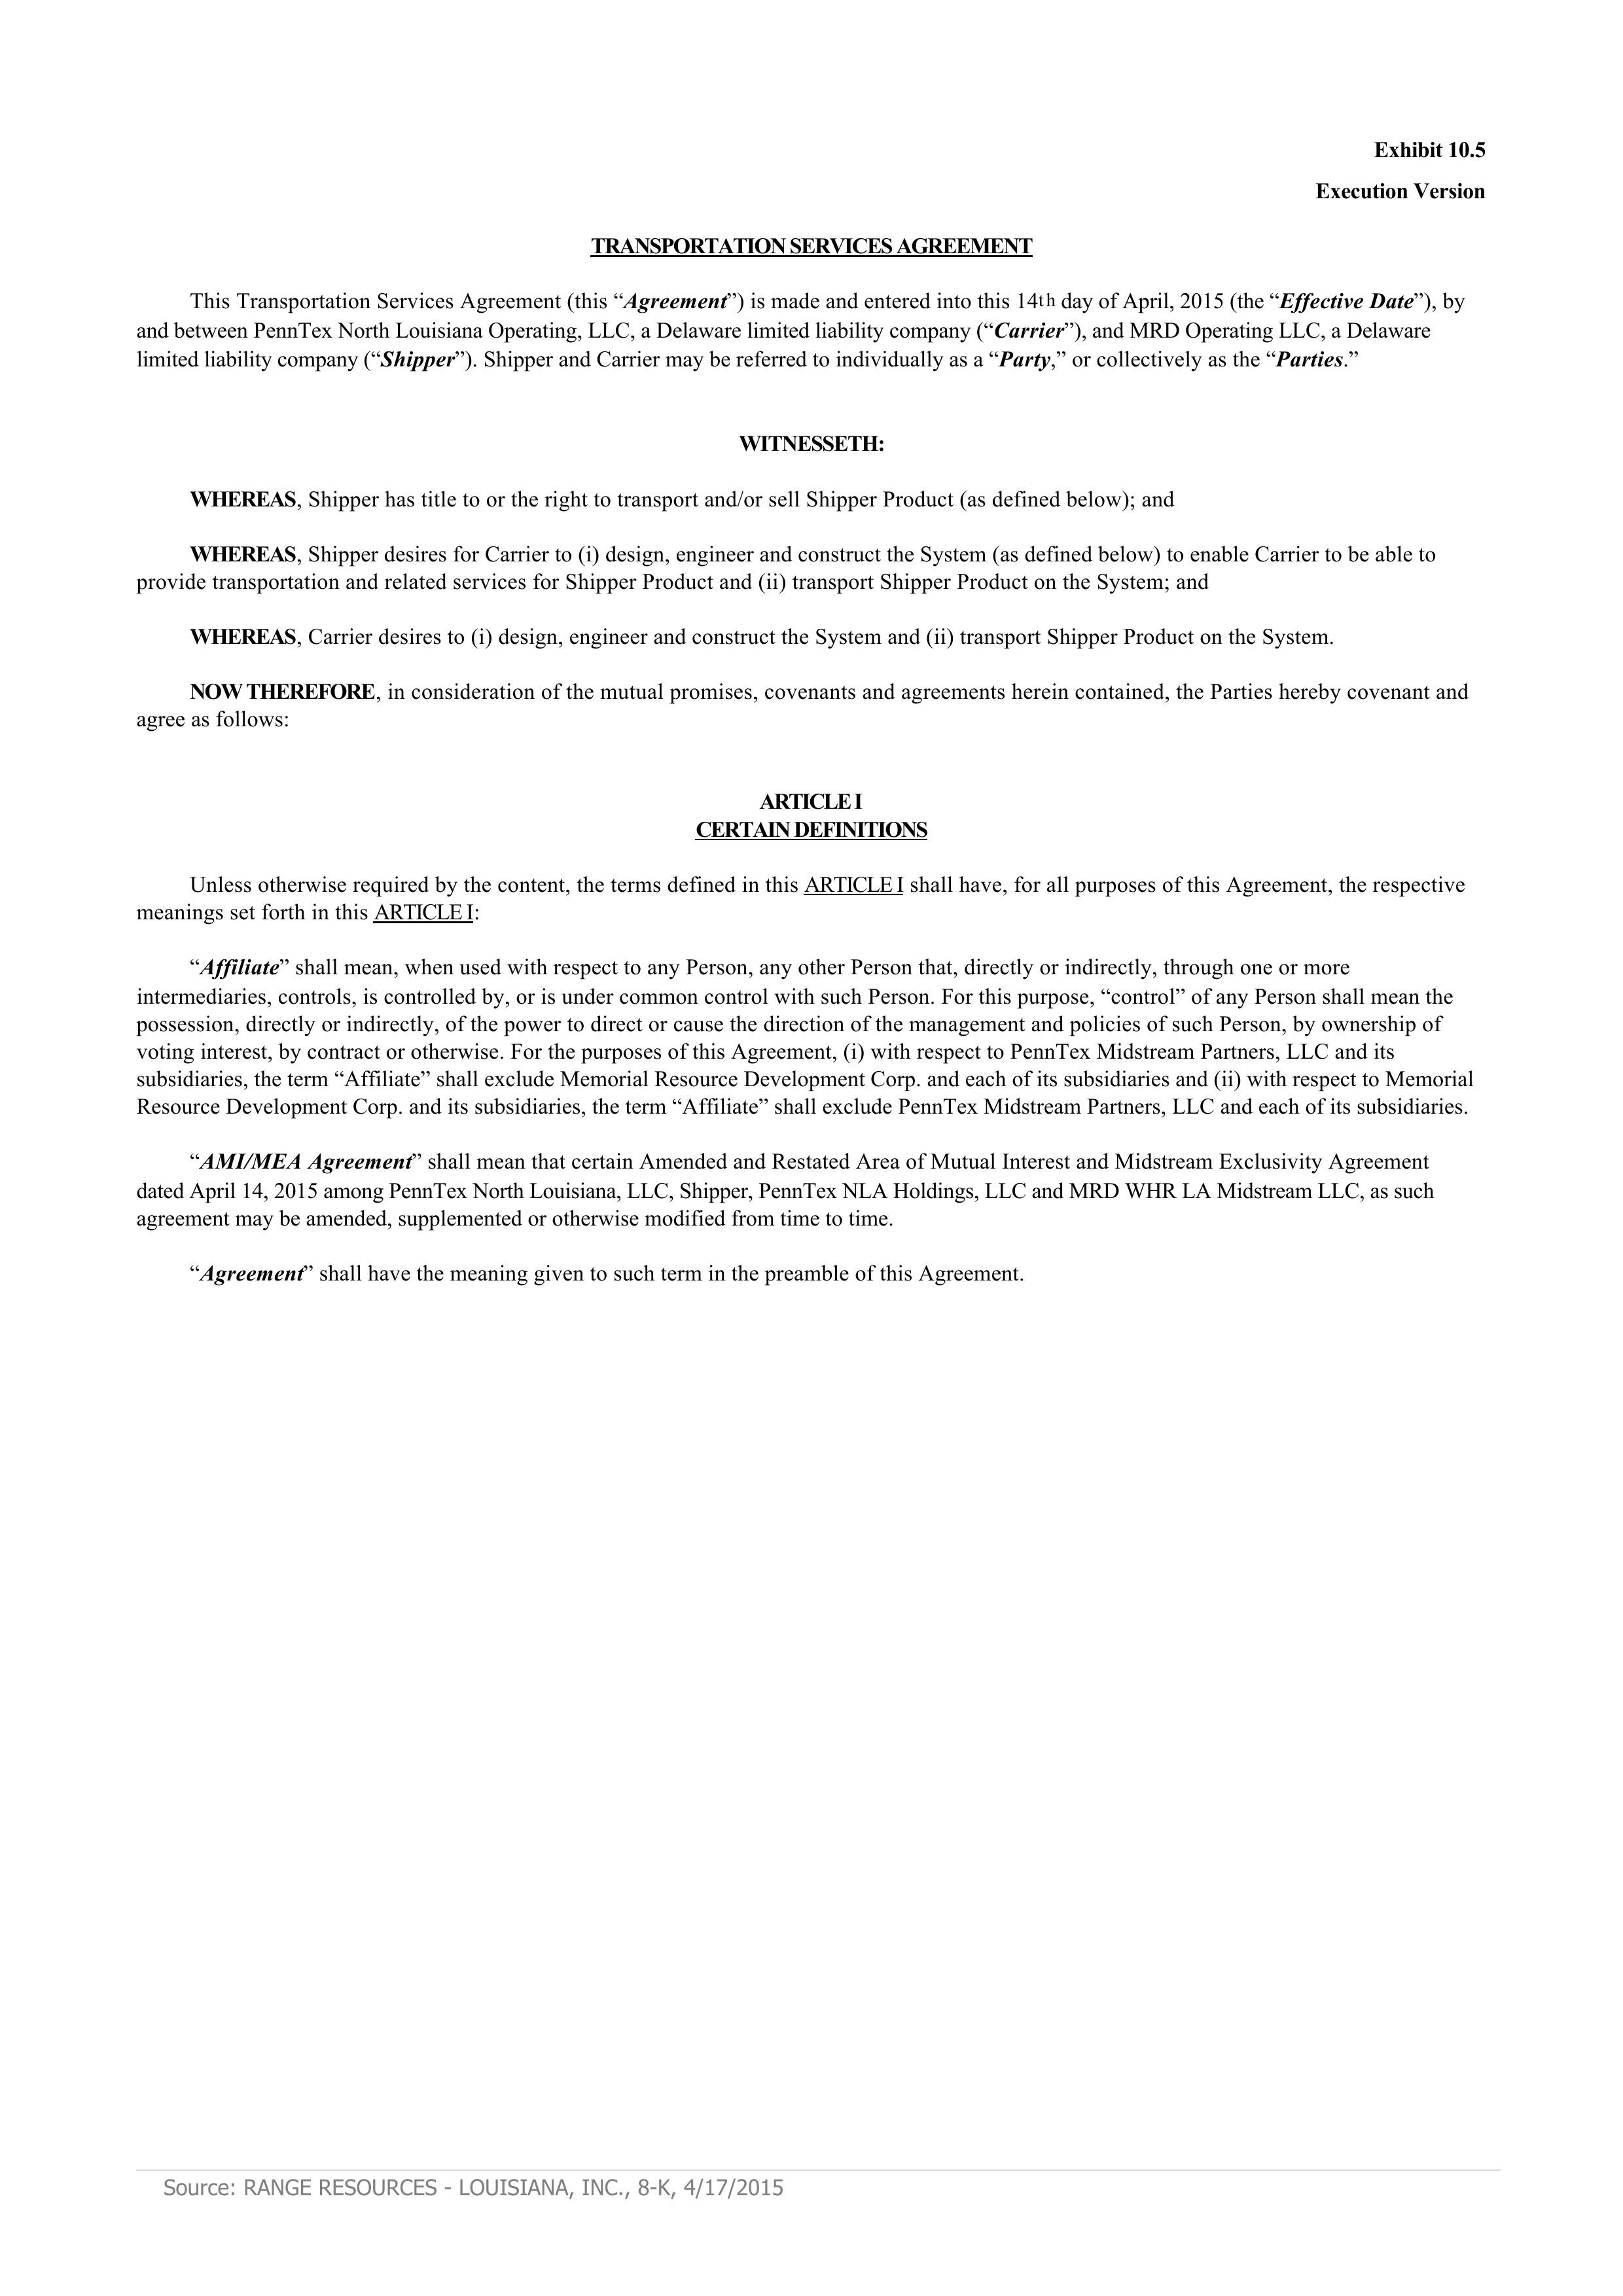 Exhibit 10.5
Execution Version
TRANSPORTATION SERVICES AGREEMENT
This Transportation Services Agreement (this “Agreement”) is made and entered into this 14th day of April, 2015 (the “Effective Date”), by
and between PennTex North Louisiana Operating, LLC, a Delaware limited liability company (“Carrier”), and MRD Operating LLC, a Delaware
limited liability company (“Shipper”). Shipper and Carrier may be referred to individually as a “Party,” or collectively as the “Parties.”
WITNESSETH:
WHEREAS, Shipper has title to or the right to transport and/or sell Shipper Product (as defined below); and
WHEREAS, Shipper desires for Carrier to (i) design, engineer and construct the System (as defined below) to enable Carrier to be able to
provide transportation and related services for Shipper Product and (ii) transport Shipper Product on the System; and
WHEREAS, Carrier desires to (i) design, engineer and construct the System and (ii) transport Shipper Product on the System.
NOW THEREFORE, in consideration of the mutual promises, covenants and agreements herein contained, the Parties hereby covenant and
agree as follows:
ARTICLE I
CERTAIN DEFINITIONS
Unless otherwise required by the content, the terms defined in this ARTICLE I shall have, for all purposes of this Agreement, the respective
meanings set forth in this ARTICLE I:
“Affiliate” shall mean, when used with respect to any Person, any other Person that, directly or indirectly, through one or more
intermediaries, controls, is controlled by, or is under common control with such Person. For this purpose, “control” of any Person shall mean the
possession, directly or indirectly, of the power to direct or cause the direction of the management and policies of such Person, by ownership of
voting interest, by contract or otherwise. For the purposes of this Agreement, (i) with respect to PennTex Midstream Partners, LLC and its
subsidiaries, the term “Affiliate” shall exclude Memorial Resource Development Corp. and each of its subsidiaries and (ii) with respect to Memorial
Resource Development Corp. and its subsidiaries, the term “Affiliate” shall exclude PennTex Midstream Partners, LLC and each of its subsidiaries.
“AMI/MEA Agreement” shall mean that certain Amended and Restated Area of Mutual Interest and Midstream Exclusivity Agreement
dated April 14, 2015 among PennTex North Louisiana, LLC, Shipper, PennTex NLA Holdings, LLC and MRD WHR LA Midstream LLC, as such
agreement may be amended, supplemented or otherwise modified from time to time.
“Agreement” shall have the meaning given to such term in the preamble of this Agreement.
Source: RANGE RESOURCES - LOUISIANA, INC., 8-K, 4/17/2015